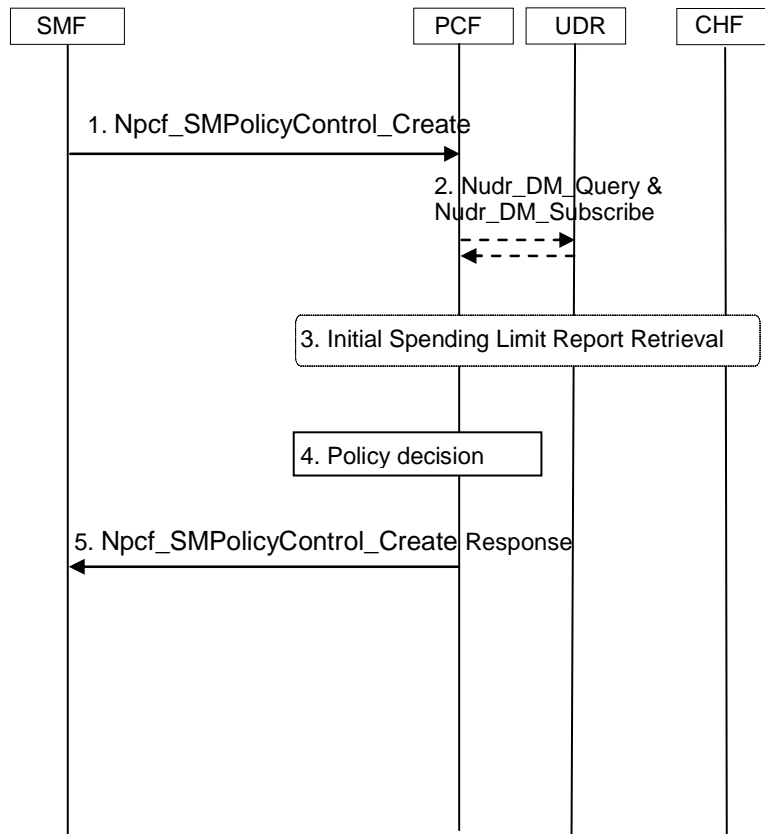 SMF
PCF
UDR
CHF
1. Npcf_SMPolicyControl_Create
2. Nudr_DM_Query &
Nudr_DM_Subscribe
3. Initial Spending Limit Report Retrieval
4. Policy decision
5. Npcf_SMPolicyControl_Create Response